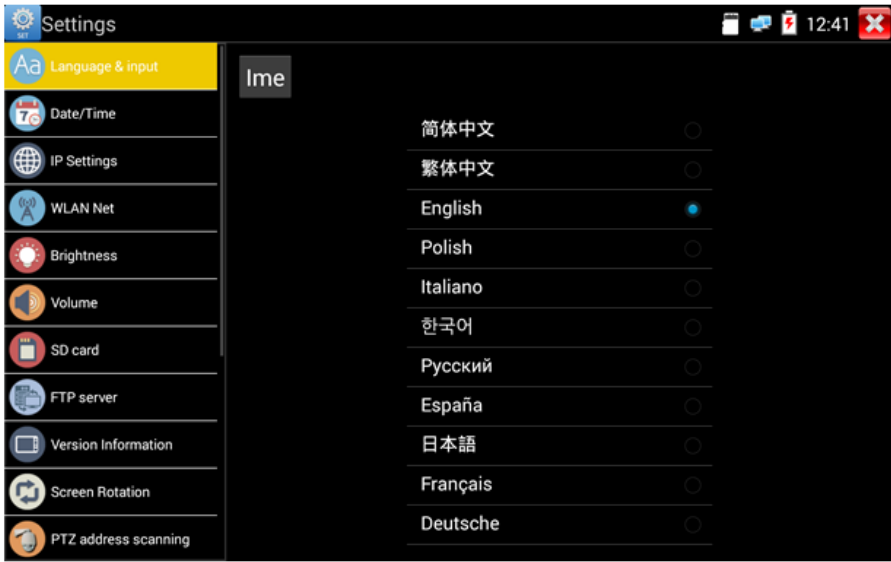 Settings
12:41
SET
Language & input
Date/Time
IP Settings
WLAN Net
Brightness
Volume
SD card
FTP server
Version Information
Screen Rotation
PTZ address scanning
Ime
简体中文
繁体中文
English
Polish
Italiano
한국어
Русский
España
日本語
Français
Deutsche